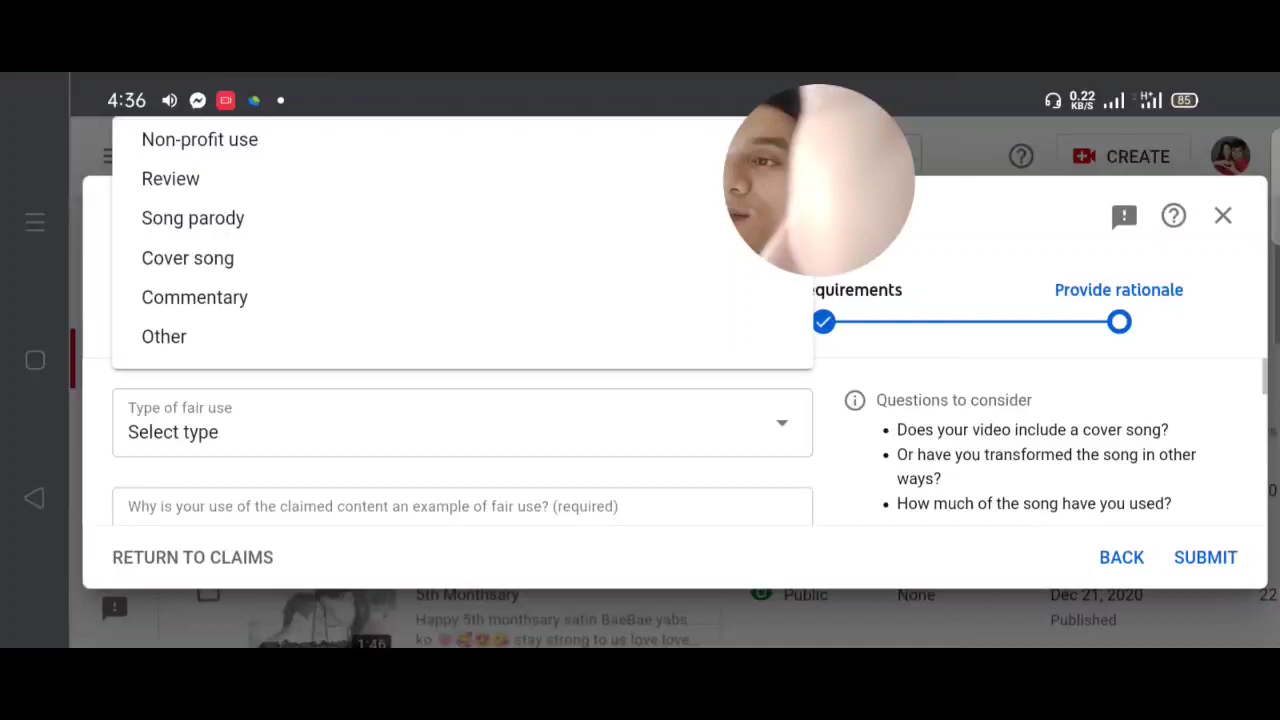 4:36
0.22
KB/S
H+
85
Non-profit use
Review
Song parody
Cover song
Commentary
Other
CREATE
equirements
Provide rationale
Type of fair use
Select type
Why is your use of the claimed content an example of fair use? (required)
Questions to consider
Does your video include a cover song?
Or have you transformed the song in other
ways?
How much of the song have you used?
RETURN TO CLAIMS
BACK
SUBMIT
5th Monthsary
Happy 5th monthsary satin BaeBae yabs
ko 💗🥰😍🥰 stay strong to us love love...
1:46
Public
None
Dec 21, 2020
Published
22